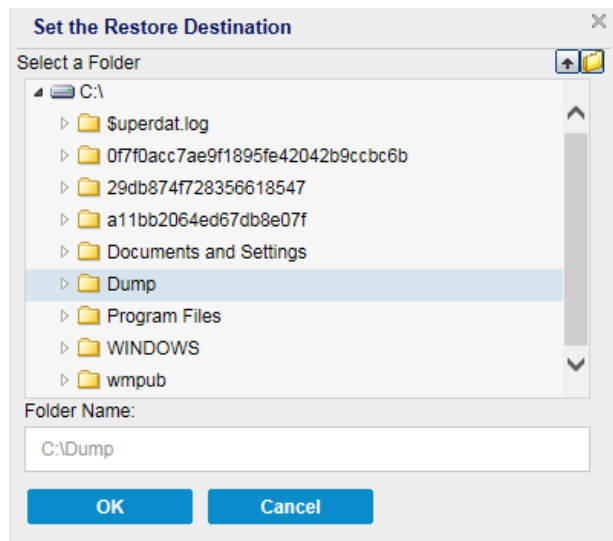 Set the Restore Destination
Select a Folder
C:\
$uperdat.log
0f7f0acc7ae9f1895fe42042b9ccbc6b
29db874f728356618547
a11bb2064ed67db8e07f
Documents and Settings
Dump
Program Files
WINDOWS
wmpub
Folder Name:
C:\Dump
OK Cancel